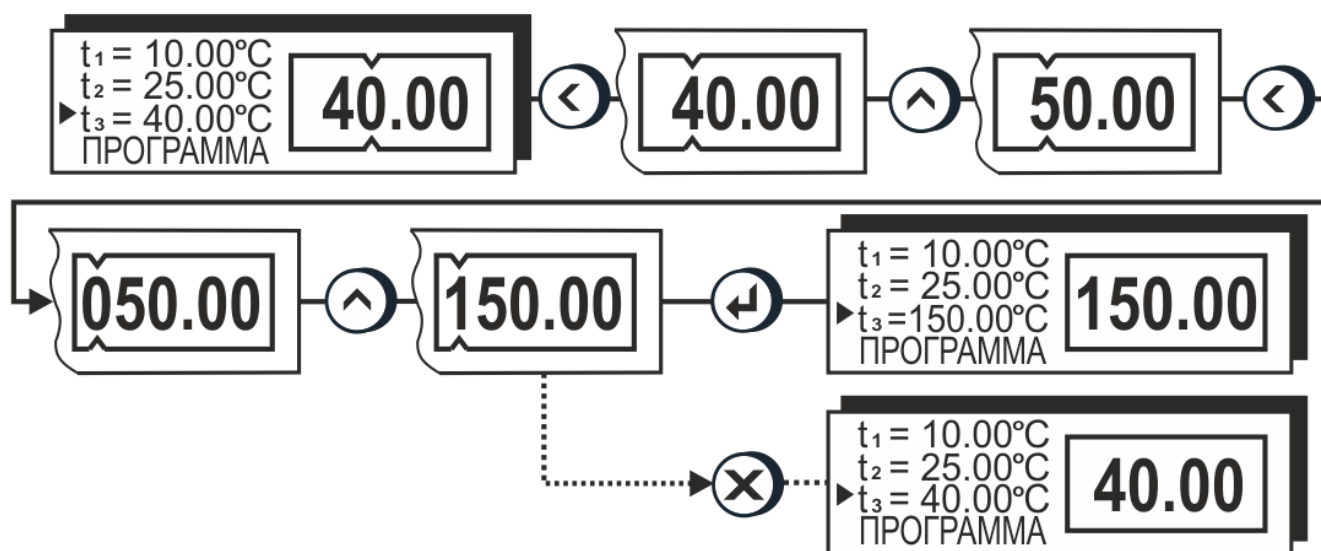 t₁ = 10.00°C
t₂ = 25.00°C
t₃ = 40.00°C
ПРОГРАММА
40.00
40.00
50.00
050.00
150.00
t₁ = 10.00°C
t₂ = 25.00°C
t₃ =150.00°C
ПРОГРАММА
150.00
t₁ = 10.00°C
t₂ = 25.00°C
t₃ = 40.00°C
ПРОГРАММА
40.00